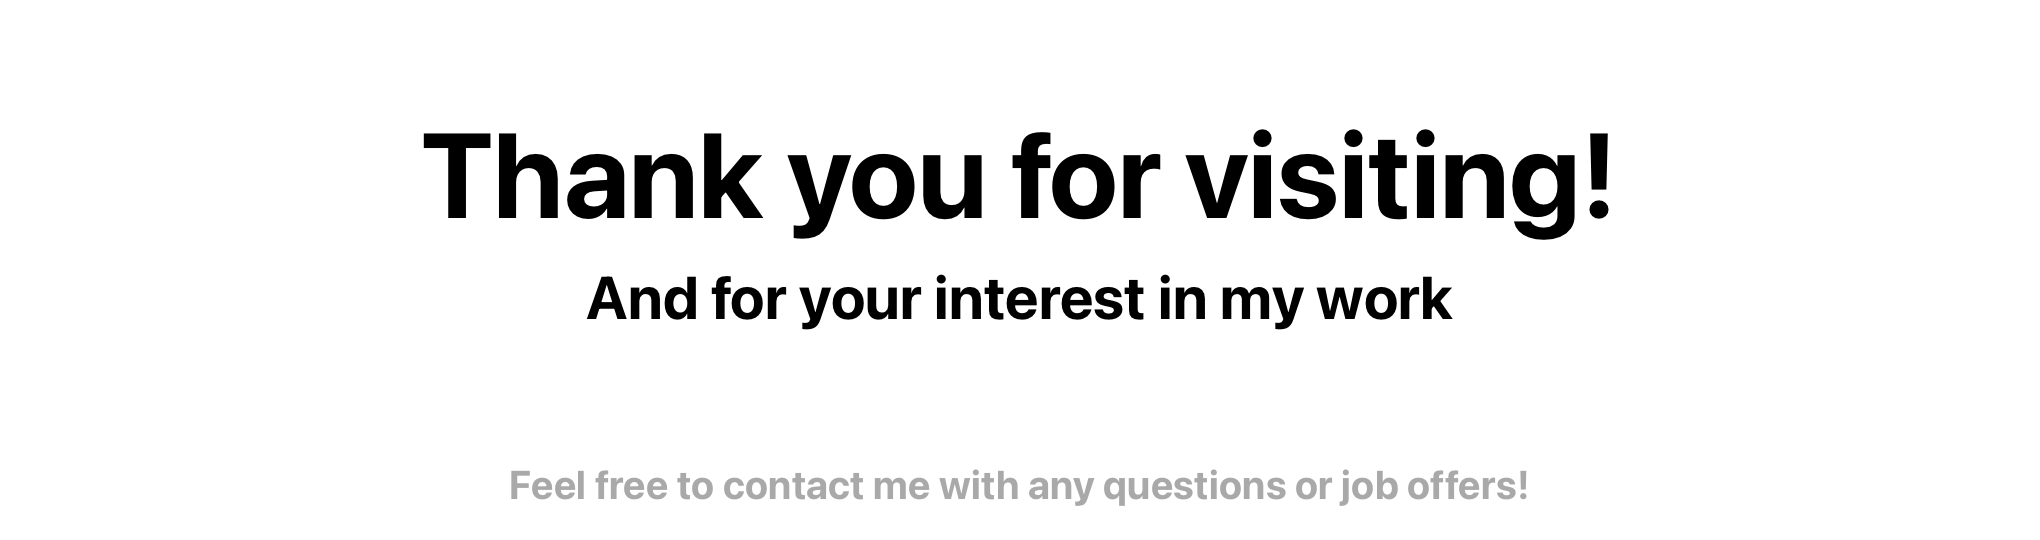 Thank you for visiting!
And for your interest in my work
Feel free to contact me with any questions or job offers!